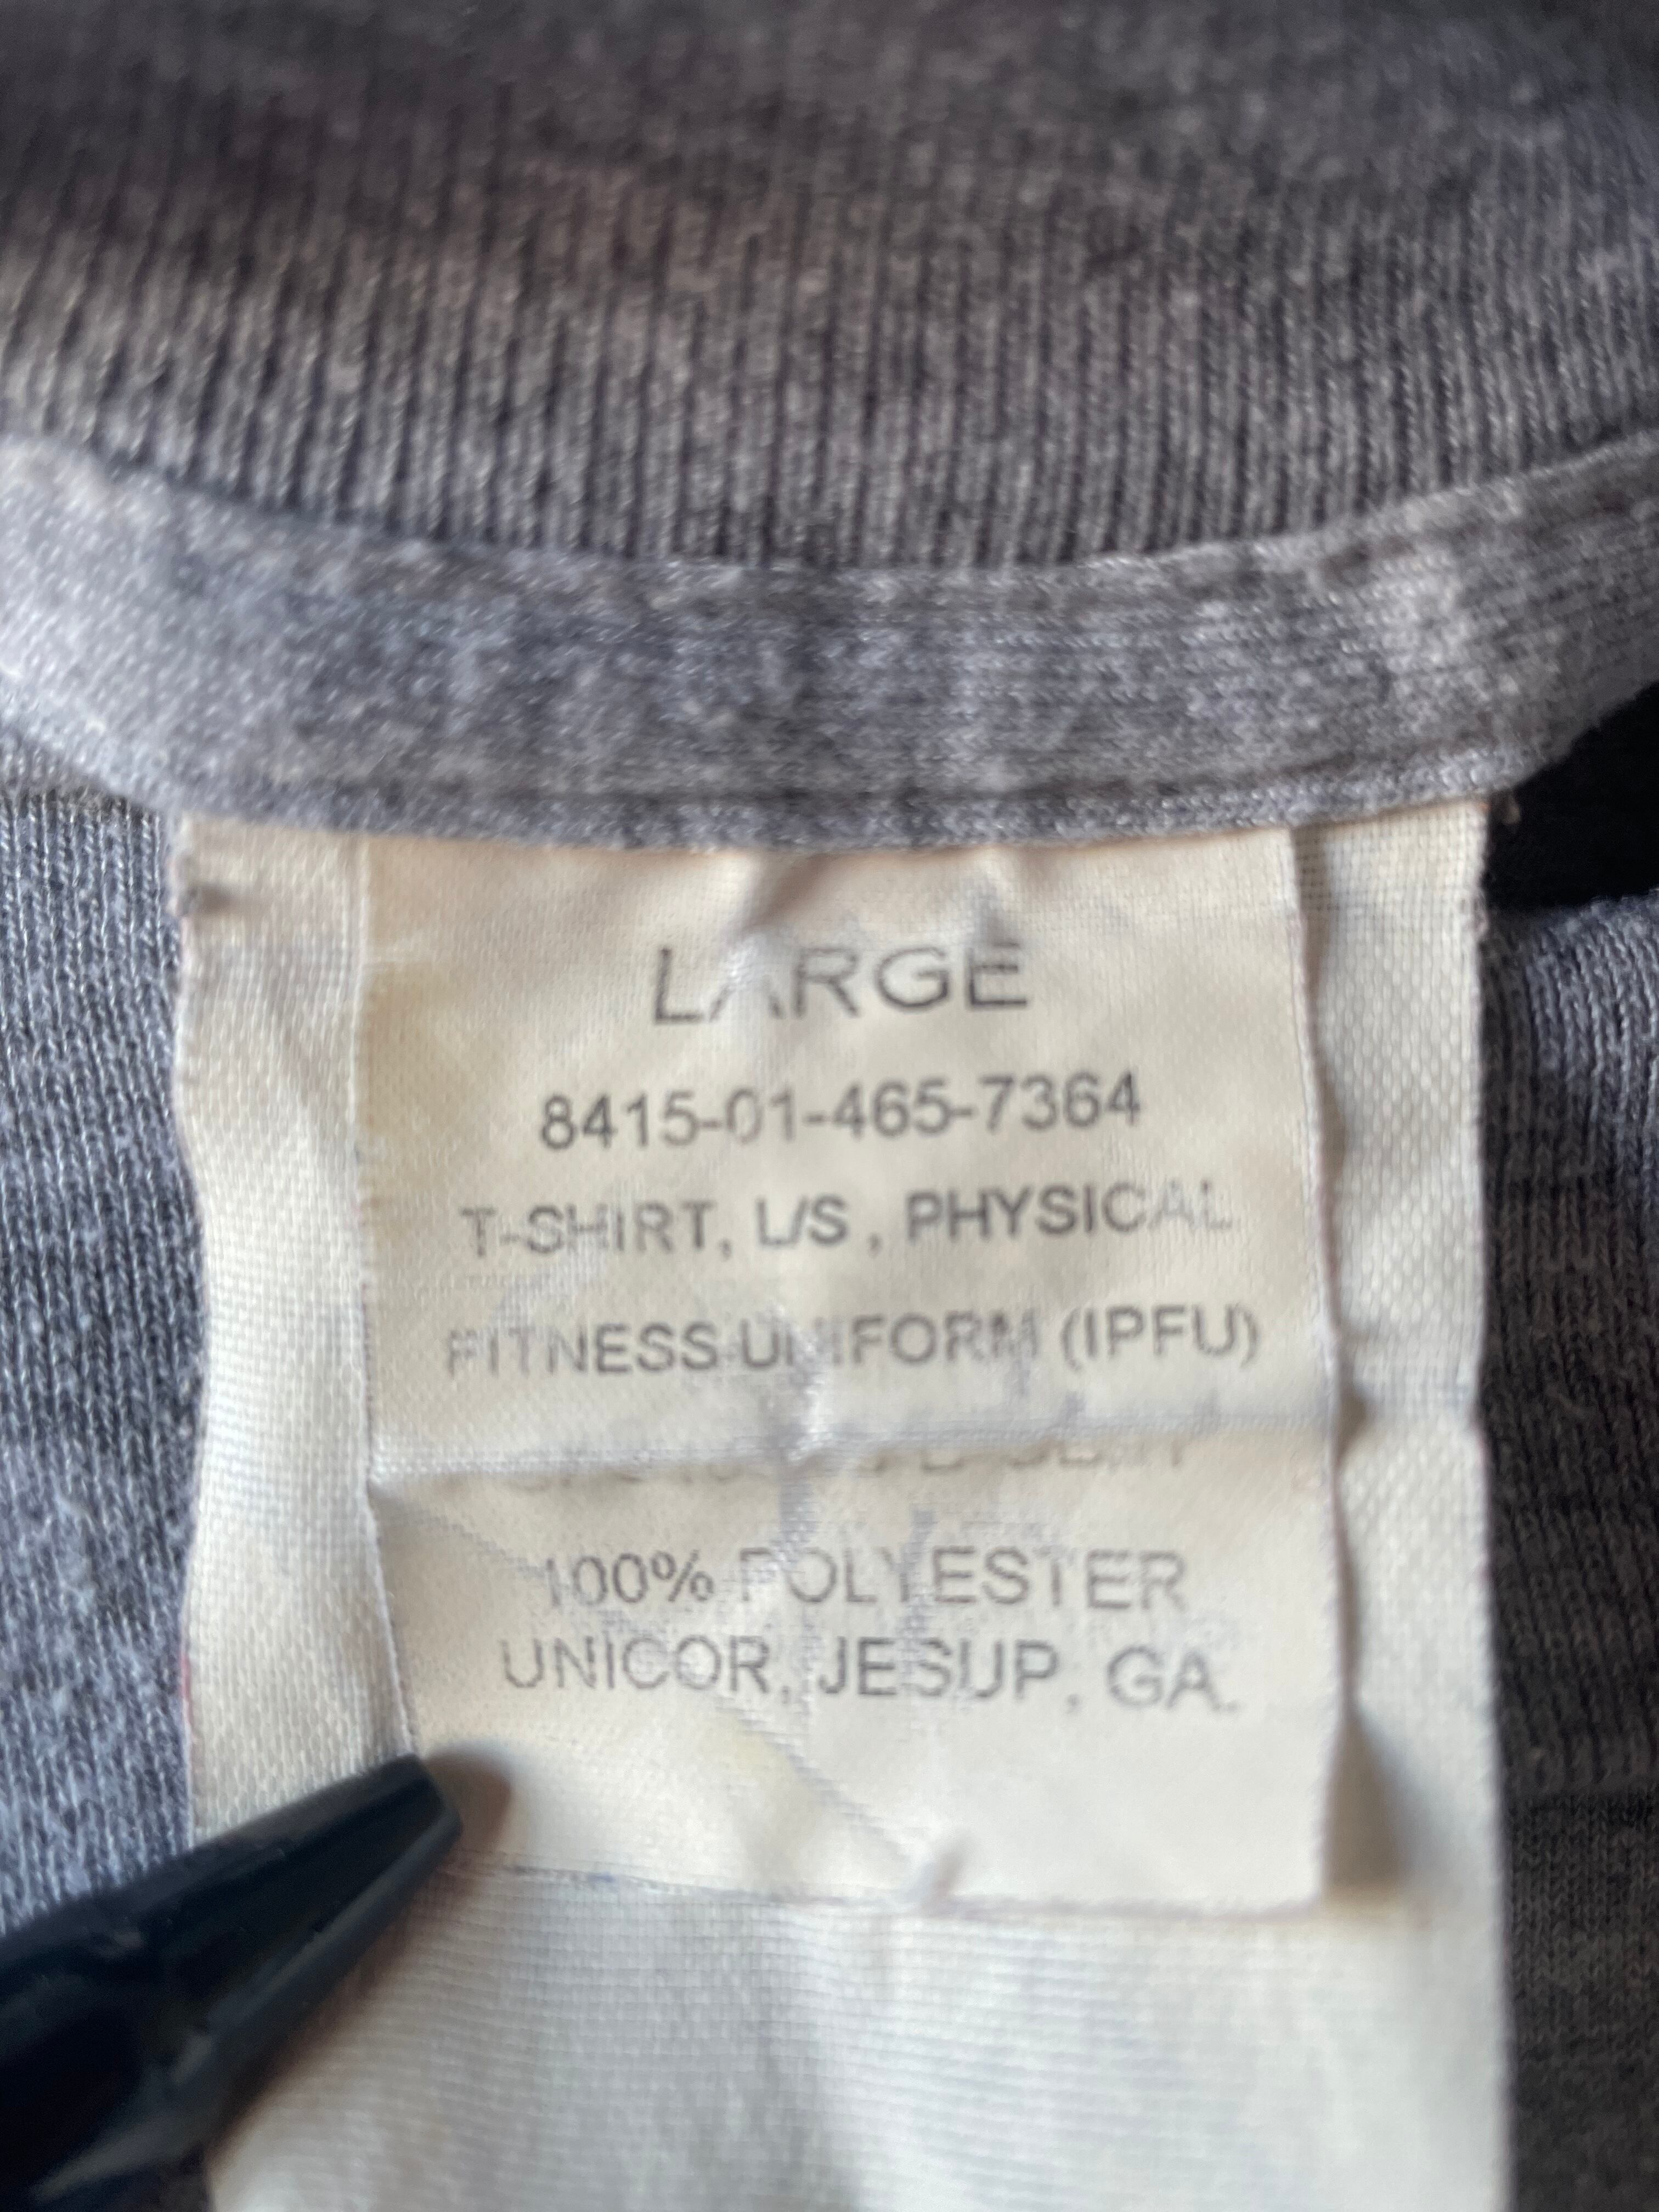 LARGE
8415-01-465-7364
T-SHIRT, L/S , PHYSICAL
FITNESS UNIFORM (IPFU)
100% POLYESTER
UNICOR, JESUP, GA.